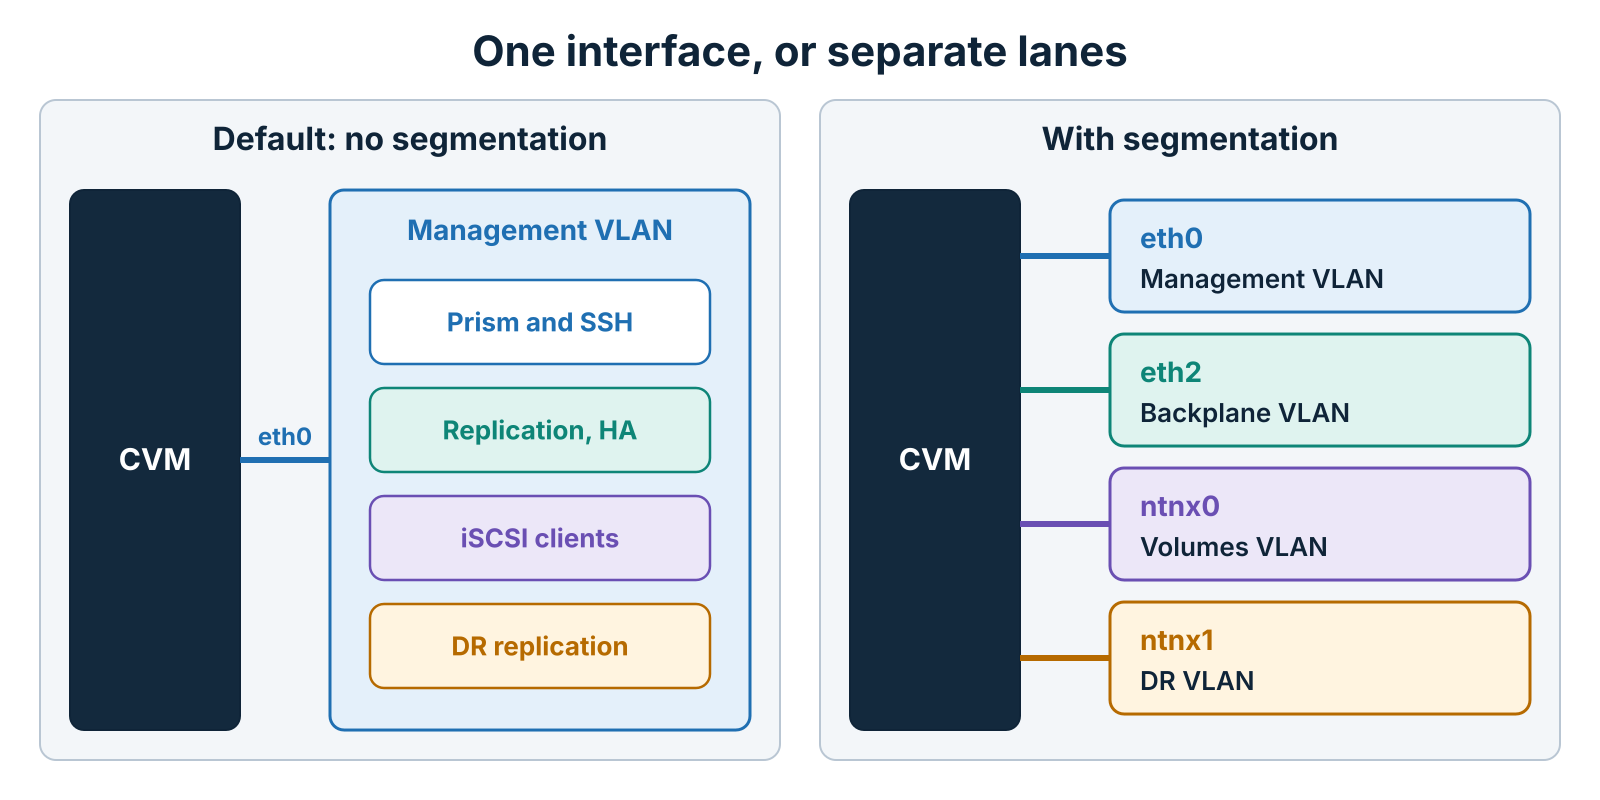 One interface, or separate lanes
Default: no segmentation
CVM
eth0
Management VLAN
Prism and SSH
Replication, HA
iSCSI clients
DR replication
With segmentation
CVM
eth0
Management VLAN
eth2
Backplane VLAN
ntnx0
Volumes VLAN
ntnx1
DR VLAN